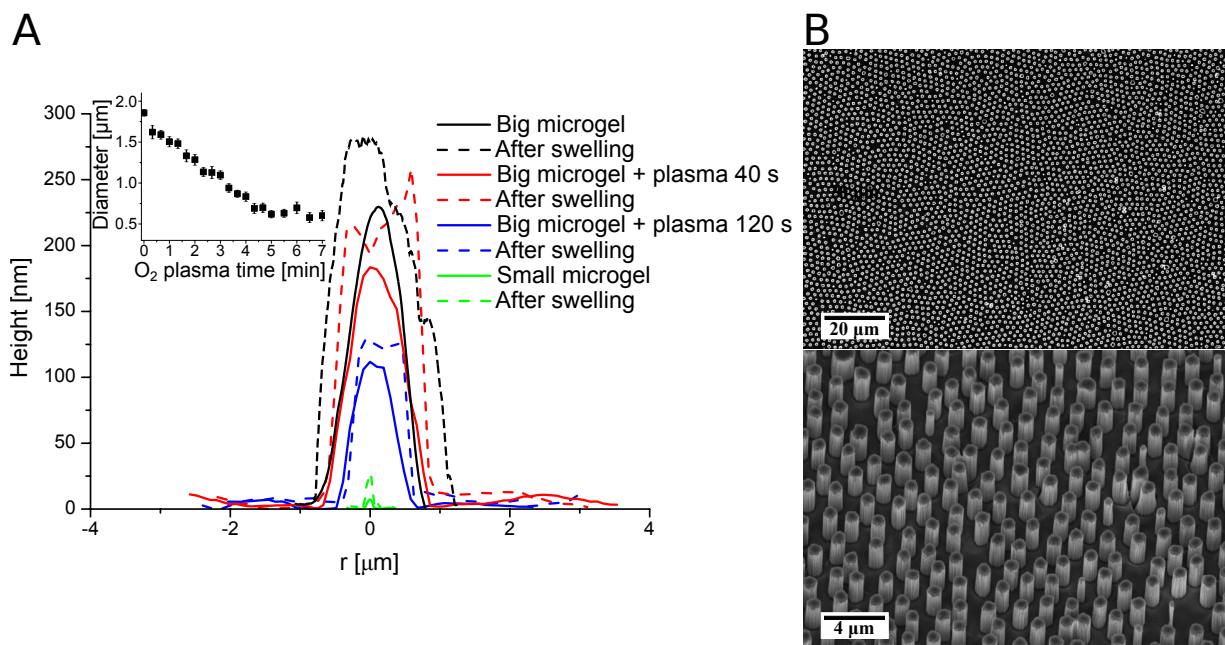 A
B
300
250
200
150
100
50
0
Height [nm]
-4
-2
0
2
4
r [μm]
2.0
1.5
1.0
0.5
Diameter [μm]
0
1
2
3
4
5
6
7
O₂ plasma time [min]
Big microgel
After swelling
Big microgel + plasma 40 s
After swelling
Big microgel + plasma 120 s
After swelling
Small microgel
After swelling
20 μm
4 μm